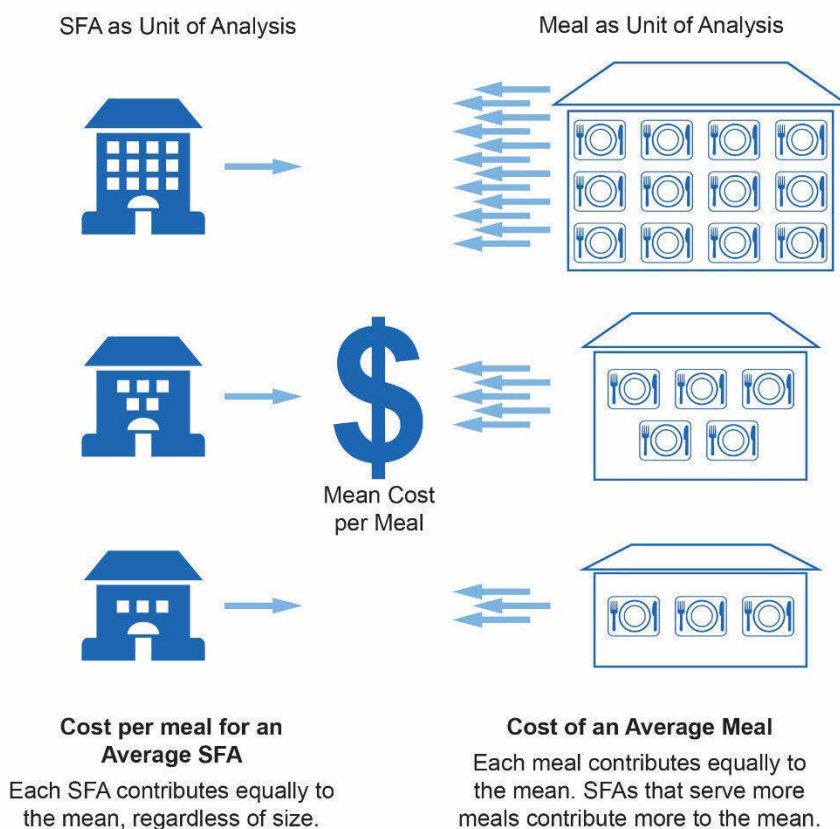 SFA as Unit of Analysis
Meal as Unit of Analysis
Mean Cost
per Meal
Cost per meal for an
Average SFA
Each SFA contributes equally to
the mean, regardless of size.
Cost of an Average Meal
Each meal contributes equally to
the mean. SFAs that serve more
meals contribute more to the mean.